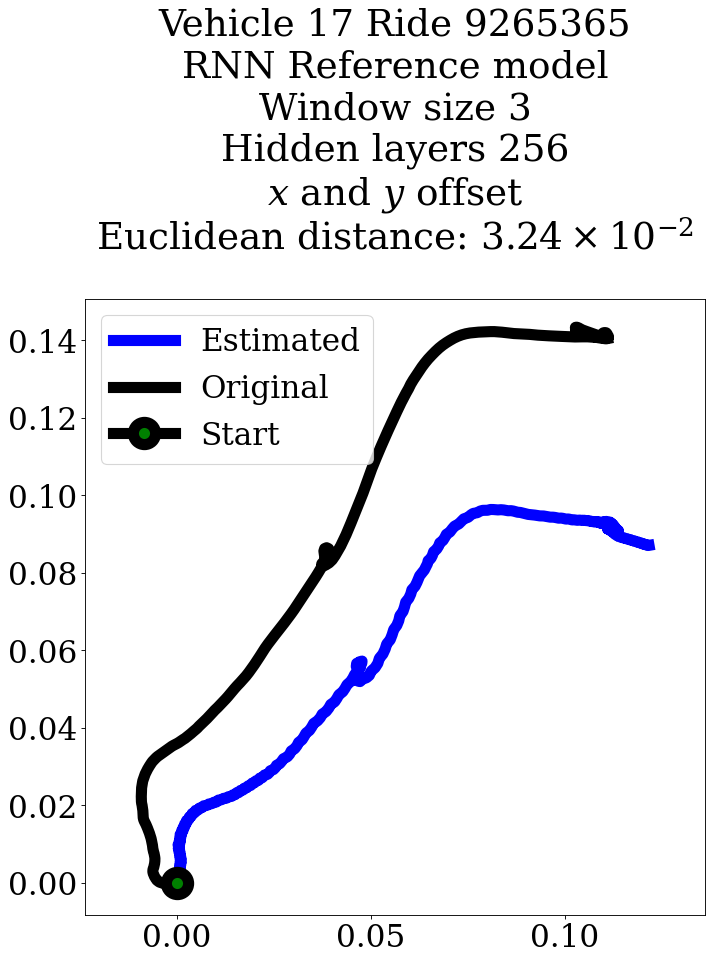 Vehicle 17 Ride 9265365
RNN Reference model
Window size 3
Hidden layers 256
x and y offset
Euclidean distance: 3.24 × 10⁻²
Estimated
Original
Start
0.14
0.12
0.10
0.08
0.06
0.04
0.02
0.00
0.00 0.05 0.10